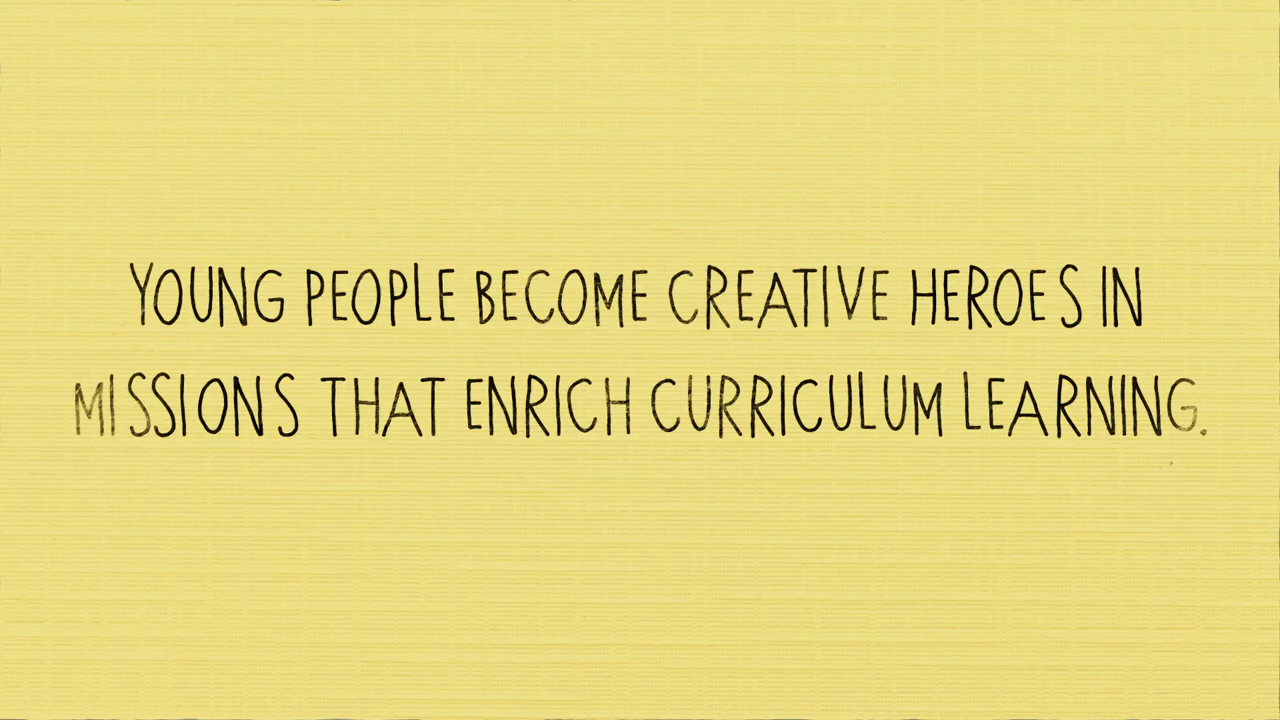 YOUNG PEOPLE BECOME CREATIVE HEROES IN
MISSIONS THAT ENRICH CURRICULUM LEARNING.